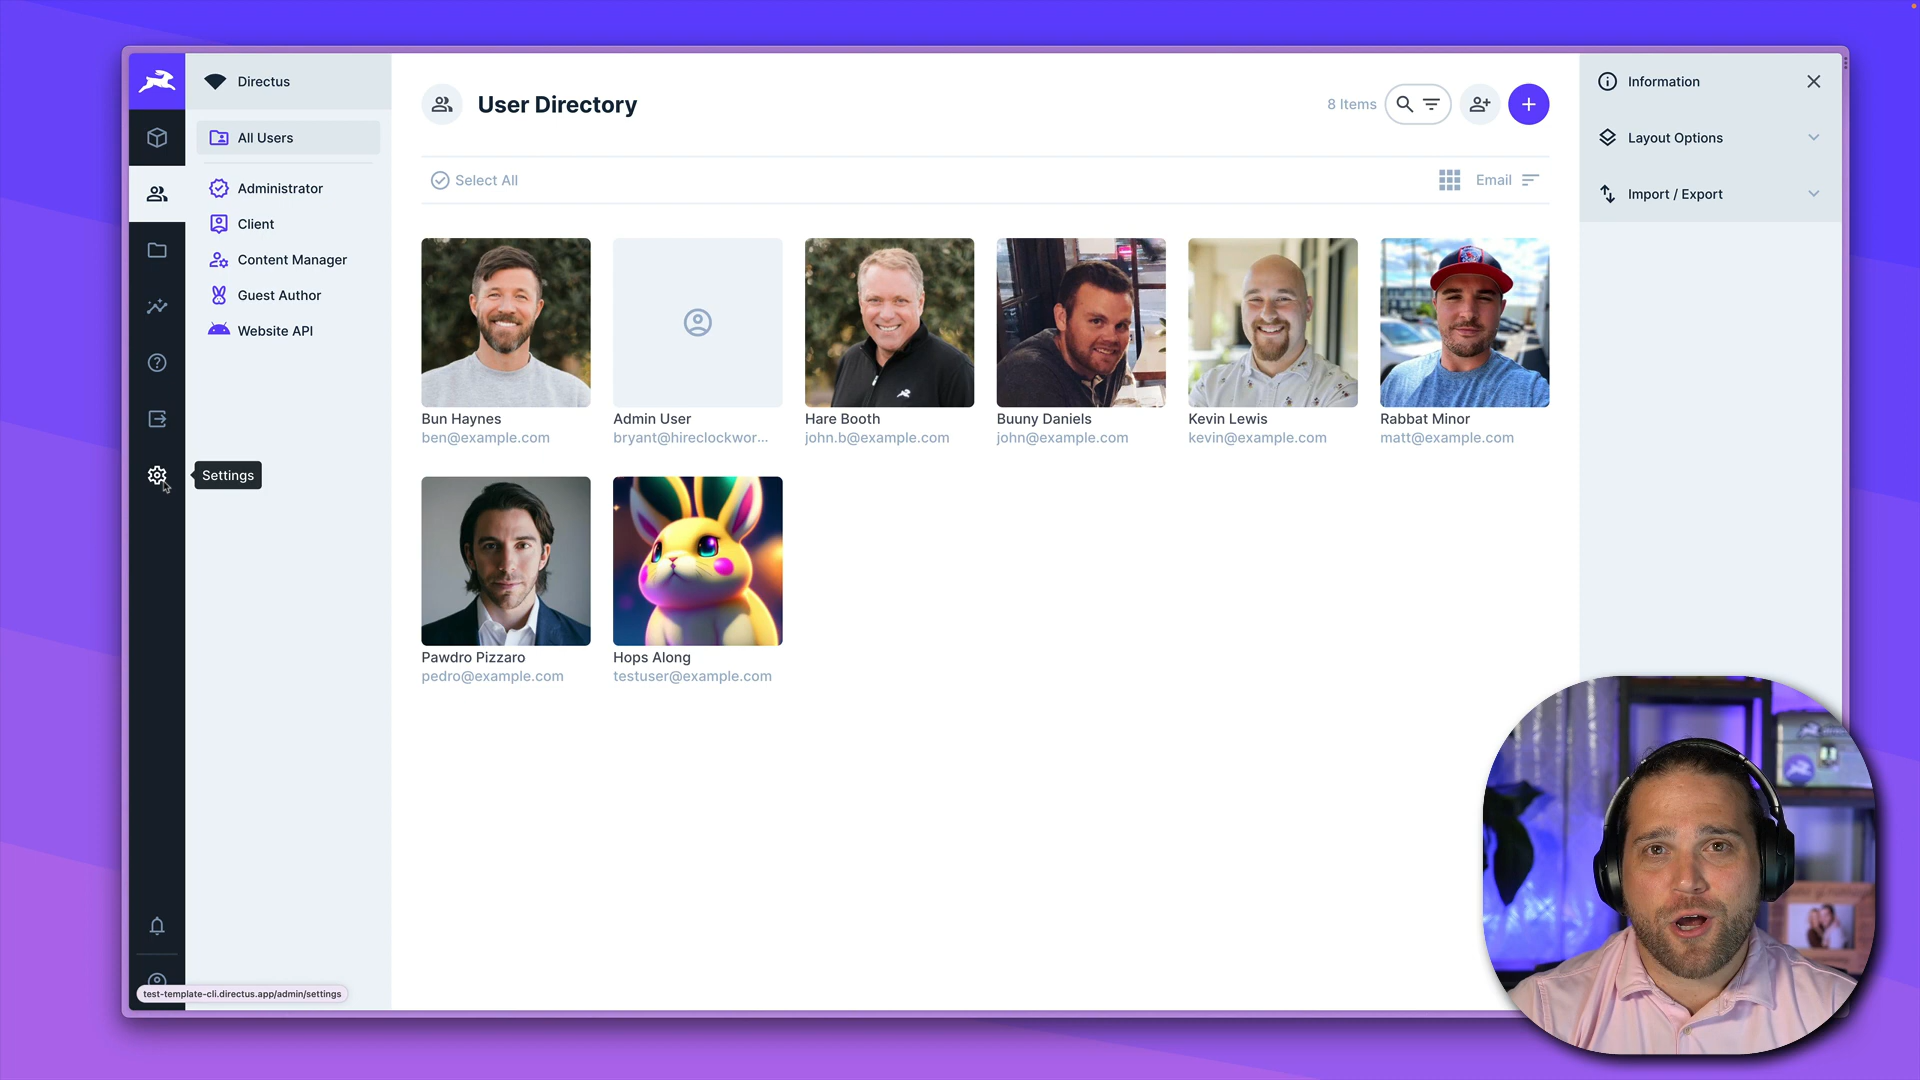 Directus
All Users
Administrator
Client
Content Manager
Guest Author
Website API
Settings
test-template-cli.directus.app/admin/settings
User Directory
8 Items
Select All
Email
Bun Haynes
ben@example.com
Admin User
bryant@hireclockwor...
Hare Booth
john.b@example.com
Buuny Daniels
john@example.com
Kevin Lewis
kevin@example.com
Rabbat Minor
matt@example.com
Pawdro Pizzaro
pedro@example.com
Hops Along
testuser@example.com
Information
Layout Options
Import / Export